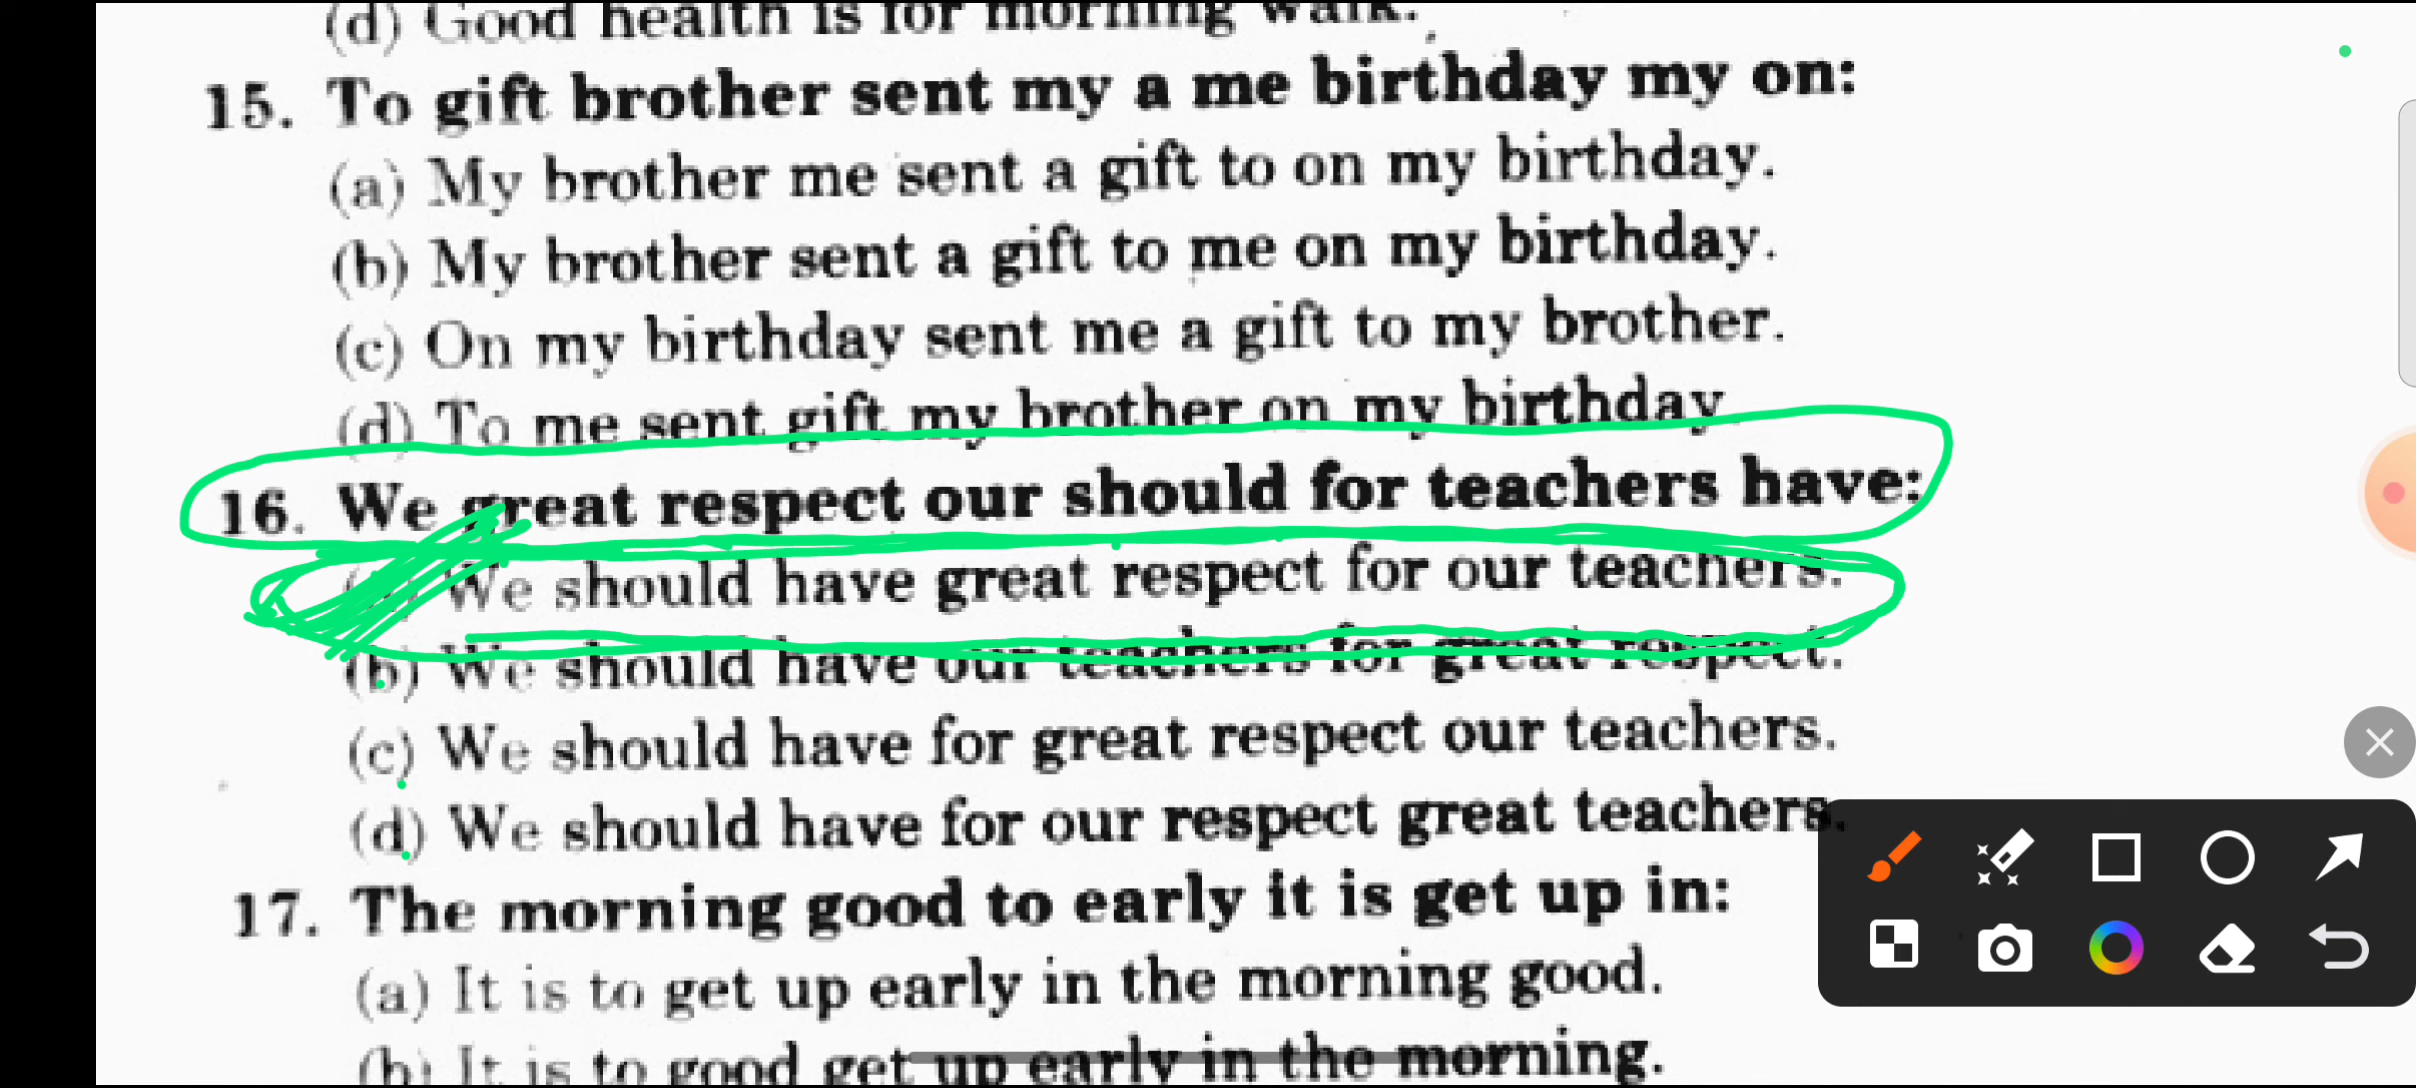 (d) Good health is for morning walk.
15. To gift brother sent my a me birthday my on:
(a) My brother me sent a gift to on my birthday.
(b) My brother sent a gift to me on my birthday.
(c) On my birthday sent me a gift to my brother.
(d) To me sent gift my brother on my birthday
16. We great respect our should for teachers have:
We should have great respect for our teachers.
(b) We should have our teachers for great respect.
(c) We should have for great respect our teachers.
(d) We should have for our respect great teachers.
17. The morning good to early it is get up in:
(a) It is to get up early in the morning good.
(b) It is to good get up early in the morning.